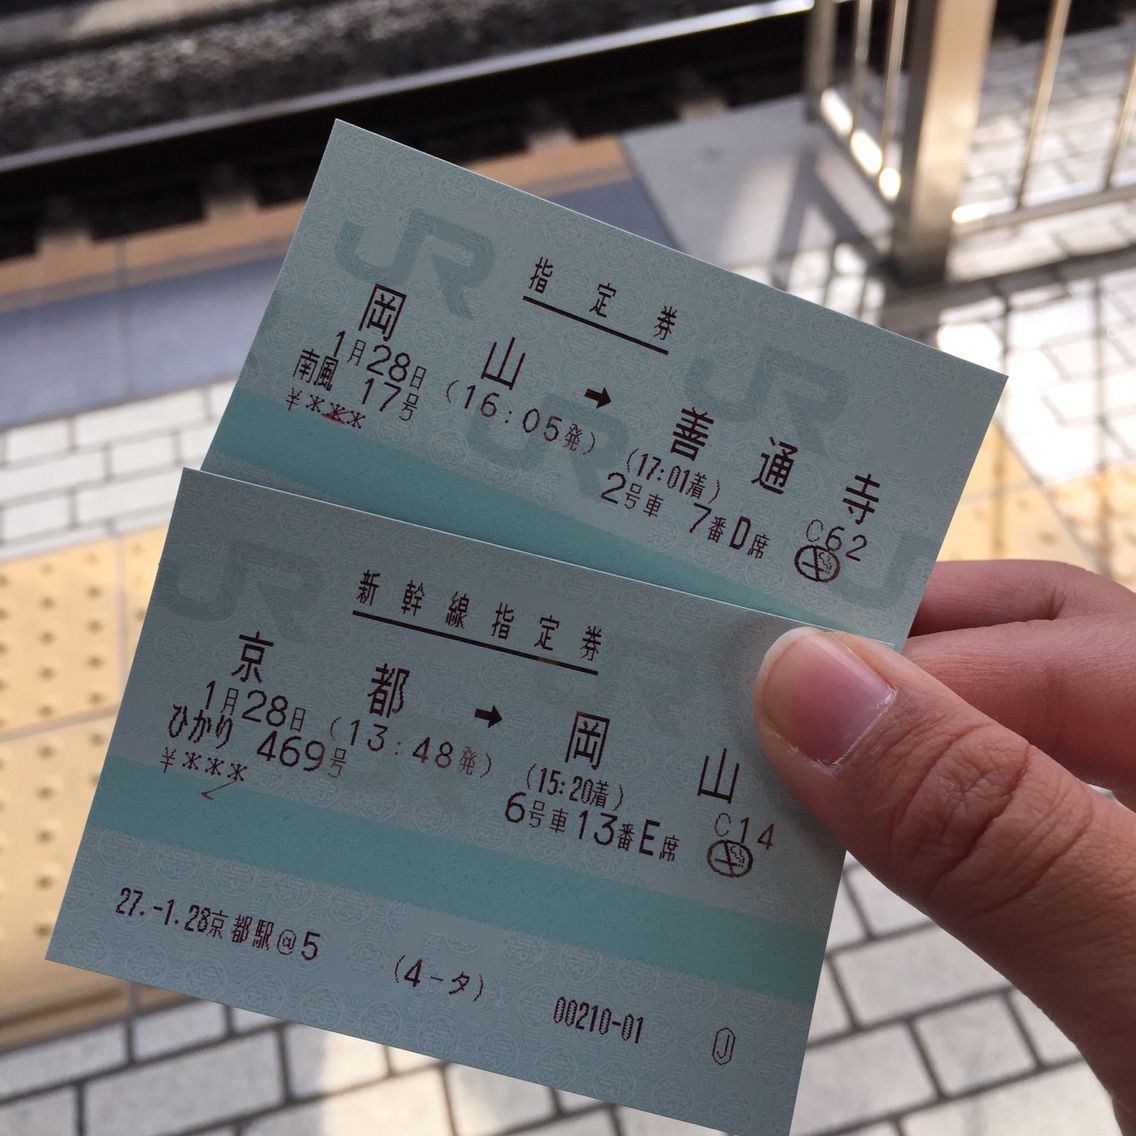 指定券
岡山➡善通寺
1月28日(16:05発) (17:01着) C62
南風 17号 2号車 7番D席
¥***
新幹線指定券
京都➡岡山
1月28日(13:48発) (15:20着) C14
ひかり 469号 6号車13番E席
¥***
27.-1.28京都駅@5 (4-タ) 00210-01 Ⓙ
JR
JR
JR
JR